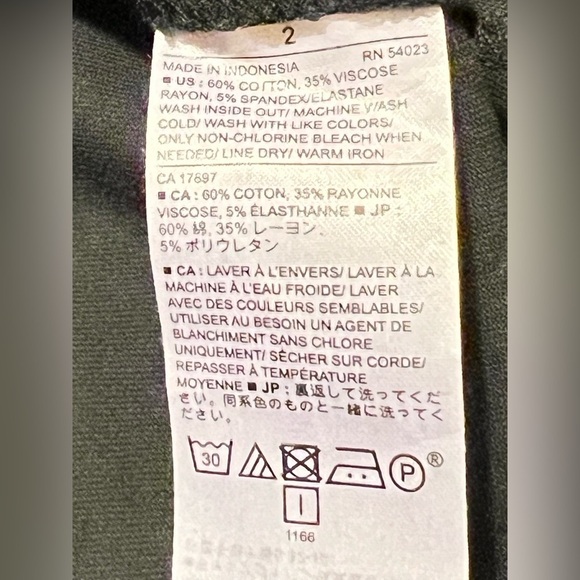 2
MADE IN INDONESIA RN 54023
■ US : 60% COTTON, 35% VISCOSE
RAYON, 5% SPANDEX/ELASTANE
WASH INSIDE OUT/ MACHINE WASH
COLD/ WASH WITH LIKE COLORS/
ONLY NON-CHLORINE BLEACH WHEN
NEEDED/ LINE DRY/ WARM IRON
CA 17897
■ CA : 60% COTON, 35% RAYONNE
VISCOSE, 5% ÉLASTHANNE ■ JP :
60% 綿, 35% レーヨン,
5% ポリウレタン
■ CA : LAVER À L'ENVERS/ LAVER À LA
MACHINE À L'EAU FROIDE/ LAVER
AVEC DES COULEURS SEMBLABLES/
UTILISER AU BESOIN UN AGENT DE
BLANCHIMENT SANS CHLORE
UNIQUEMENT/ SÉCHER SUR CORDE/
REPASSER À TEMPÉRATURE
MOYENNE ■ JP : 裏返して洗ってくだ
さい。同系色のものと一緒に洗ってく
ださい。
30 P ®
1166